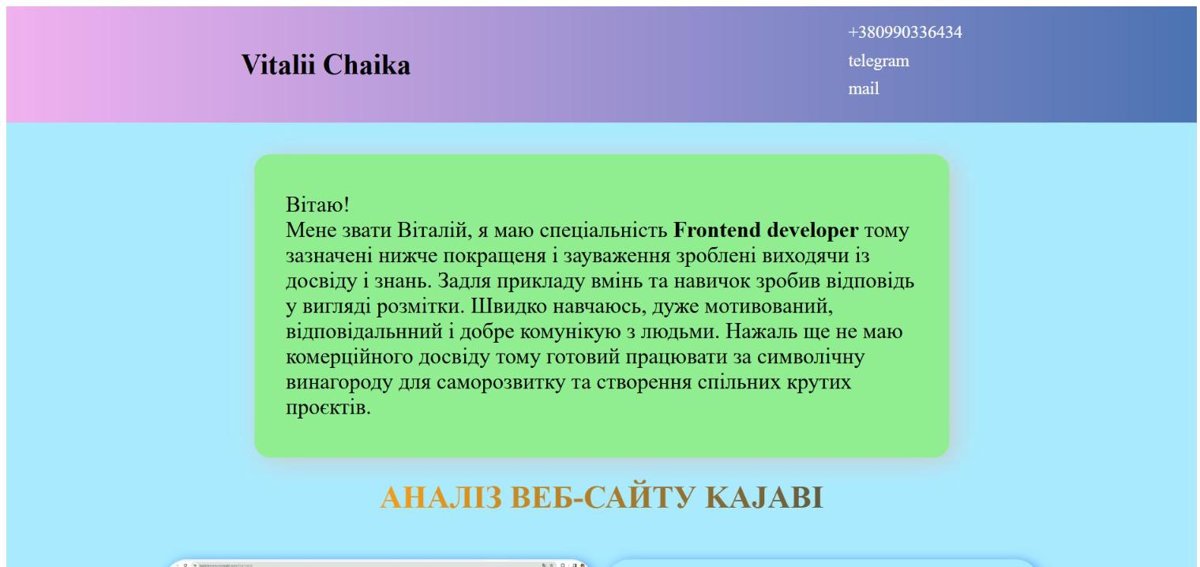 Vitalii Chaika
+380990336434
telegram
mail
Вітаю!
Мене звати Віталій, я маю спеціальність Frontend developer тому
зазначені нижче покращеня і зауваження зроблені виходячи із
досвіду і знань. Задля прикладу вмінь та навичок зробив відповідь
у вигляді розмітки. Швидко навчаюсь, дуже мотивований,
відповідальнний і добре комунікую з людьми. Нажаль ще не маю
комерційного досвіду тому готовий працювати за символічну
винагороду для саморозвитку та створення спільних крутих
проєктів.
АНАЛІЗ ВЕБ-САЙТУ KAJABI